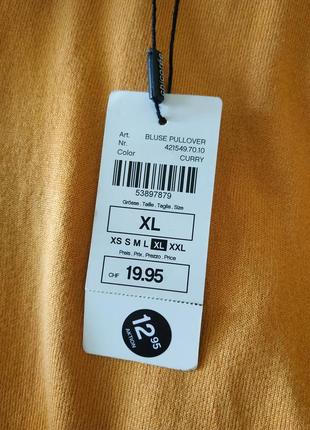 Art. BLUSE PULLOVER
Nr. 421549.70.10
Color CURRY
53897879
Grösse . Taille . Taglia . Size
XL
XS S M L XL XXL
Preis . Prix . Prezzo . Price
CHF 19.95
12.95
AKTION